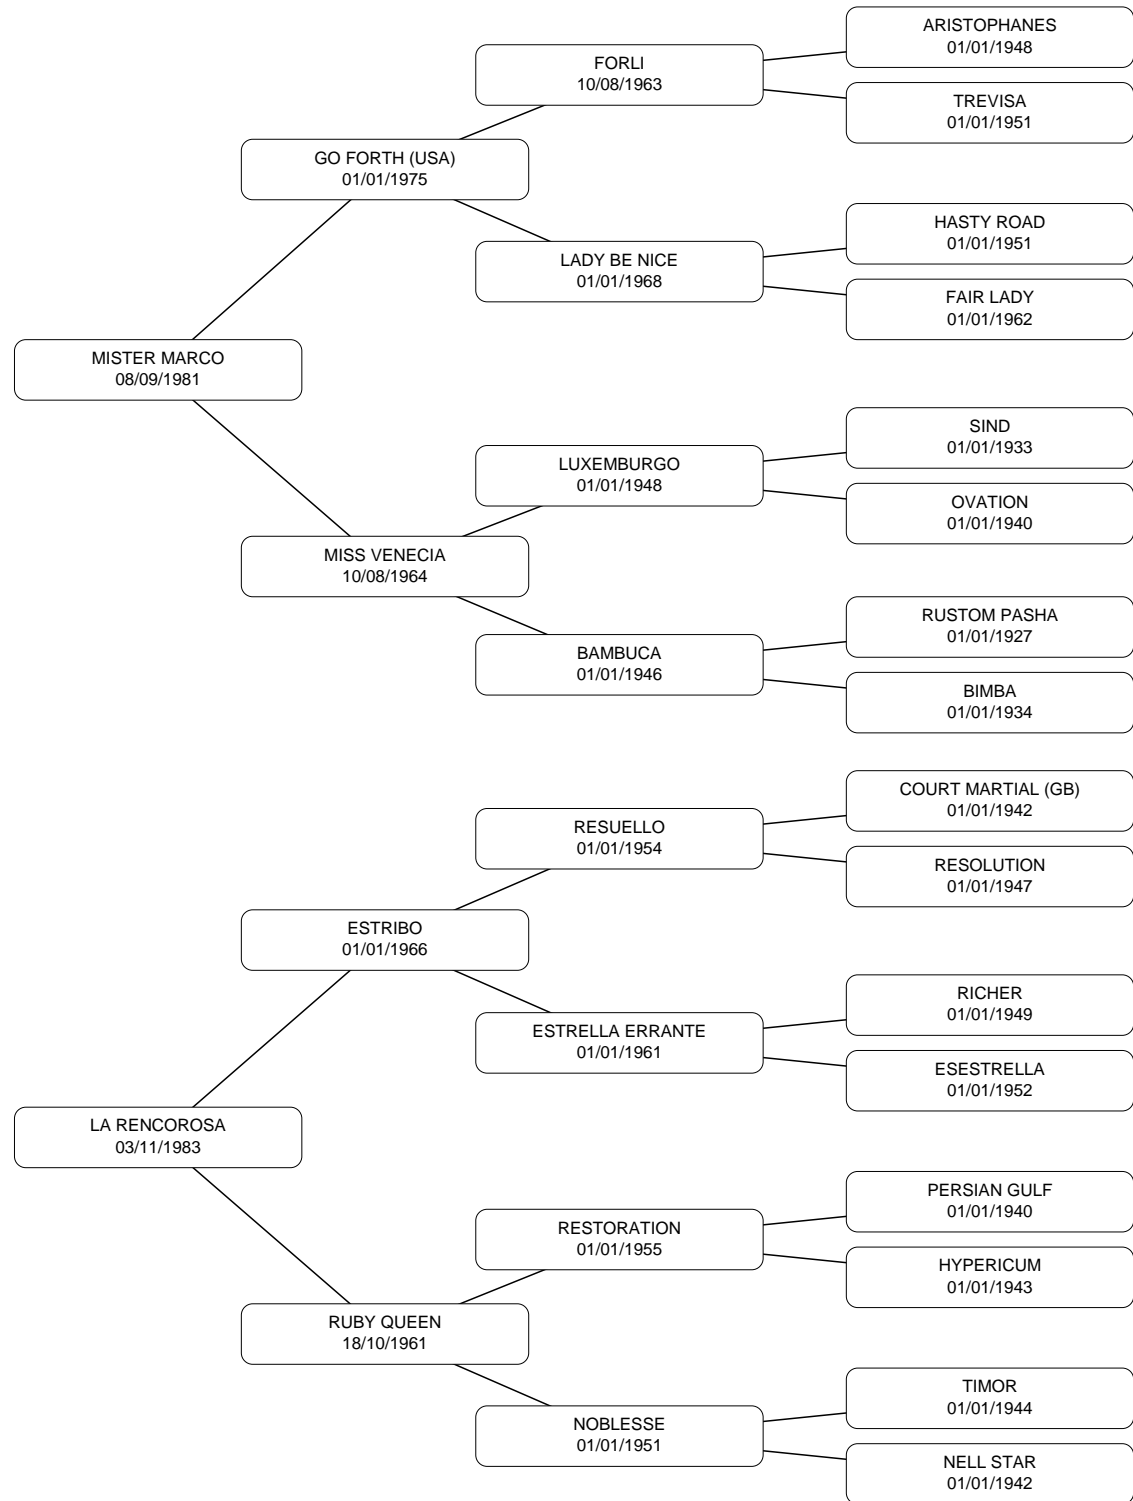 ARISTOPHANES
01/01/1948
FORLI
10/08/1963
TREVISA
01/01/1951
GO FORTH (USA)
01/01/1975
HASTY ROAD
01/01/1951
LADY BE NICE
01/01/1968
FAIR LADY
01/01/1962
MISTER MARCO
08/09/1981
SIND
01/01/1933
LUXEMBURGO
01/01/1948
OVATION
01/01/1940
MISS VENECIA
10/08/1964
RUSTOM PASHA
01/01/1927
BAMBUCA
01/01/1946
BIMBA
01/01/1934
COURT MARTIAL (GB)
01/01/1942
RESUELLO
01/01/1954
RESOLUTION
01/01/1947
ESTRIBO
01/01/1966
RICHER
01/01/1949
ESTRELLA ERRANTE
01/01/1961
ESESTRELLA
01/01/1952
LA RENCOROSA
03/11/1983
PERSIAN GULF
01/01/1940
RESTORATION
01/01/1955
HYPERICUM
01/01/1943
RUBY QUEEN
18/10/1961
TIMOR
01/01/1944
NOBLESSE
01/01/1951
NELL STAR
01/01/1942